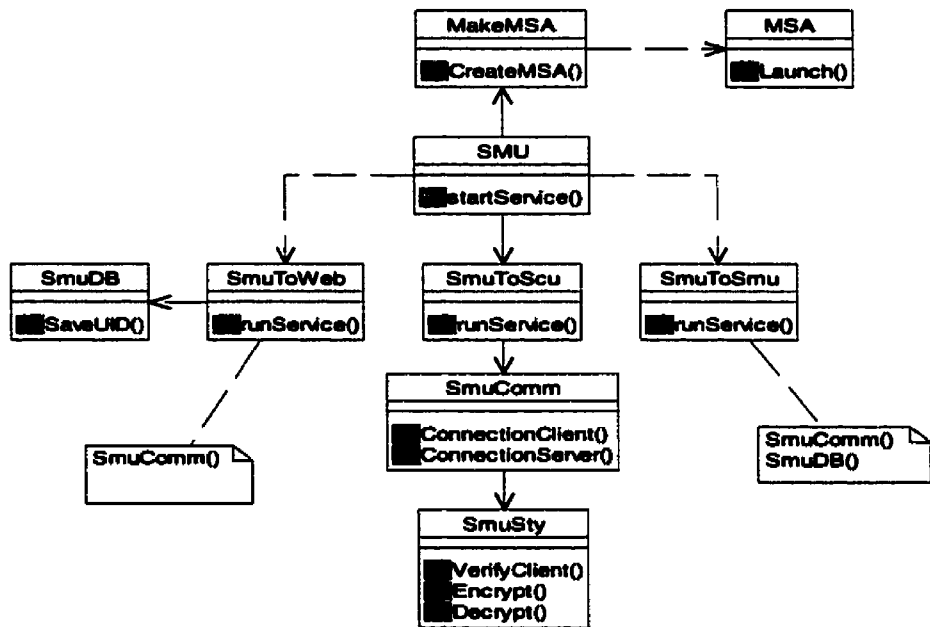 MakeMSA
CreateMSA()
MSA
Launch()
SMU
startService()
SmuDB
SaveUID()
SmuToWeb
runService()
SmuToScu
runService()
SmuToSmu
runService()
SmuComm
ConnectionClient()
ConnectionServer()
SmuComm()
SmuComm()
SmuDB()
SmuSty
VerifyClient()
Encrypt()
Decrypt()